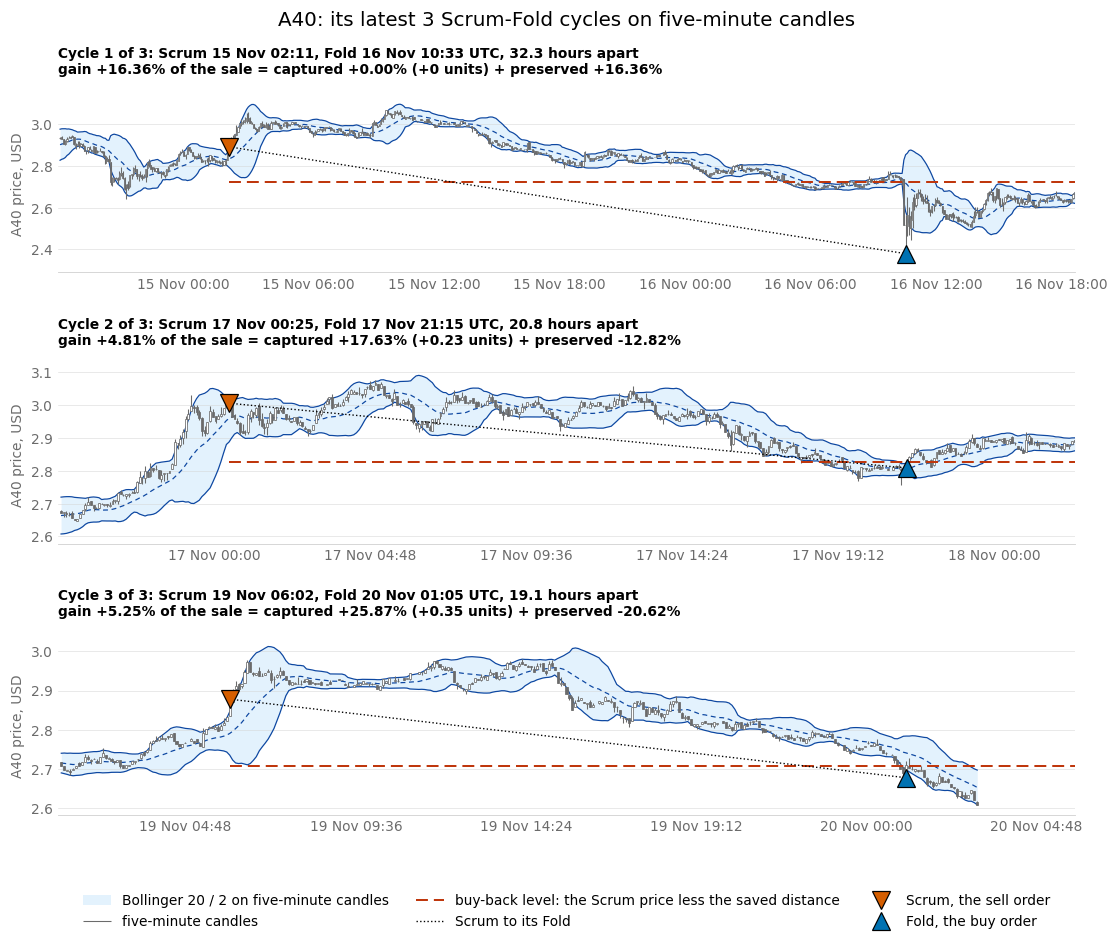 A40: its latest 3 Scrum-Fold cycles on five-minute candles
Cycle 1 of 3: Scrum 15 Nov 02:11, Fold 16 Nov 10:33 UTC, 32.3 hours apart
gain +16.36% of the sale = captured +0.00% (+0 units) + preserved +16.36%
A40 price, USD
3.0
2.8
2.6
2.4
15 Nov 00:00 15 Nov 06:00 15 Nov 12:00 15 Nov 18:00 16 Nov 00:00 16 Nov 06:00 16 Nov 12:00 16 Nov 18:00
Cycle 2 of 3: Scrum 17 Nov 00:25, Fold 17 Nov 21:15 UTC, 20.8 hours apart
gain +4.81% of the sale = captured +17.63% (+0.23 units) + preserved -12.82%
A40 price, USD
3.1
3.0
2.9
2.8
2.7
2.6
17 Nov 00:00 17 Nov 04:48 17 Nov 09:36 17 Nov 14:24 17 Nov 19:12 18 Nov 00:00
Cycle 3 of 3: Scrum 19 Nov 06:02, Fold 20 Nov 01:05 UTC, 19.1 hours apart
gain +5.25% of the sale = captured +25.87% (+0.35 units) + preserved -20.62%
A40 price, USD
3.0
2.9
2.8
2.7
2.6
19 Nov 04:48 19 Nov 09:36 19 Nov 14:24 19 Nov 19:12 20 Nov 00:00 20 Nov 04:48
Bollinger 20 / 2 on five-minute candles
five-minute candles
buy-back level: the Scrum price less the saved distance
Scrum to its Fold
Scrum, the sell order
Fold, the buy order